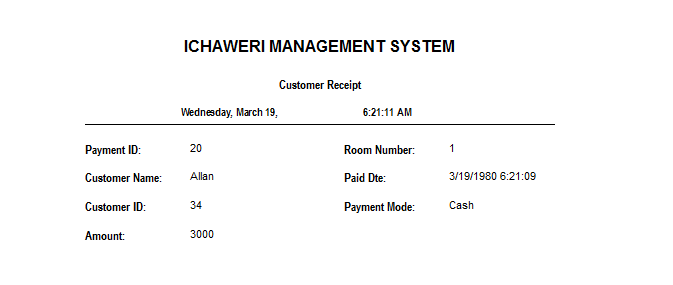 ICHAWERI MANAGEMENT SYSTEM
Customer Receipt
Wednesday, March 19, 6:21:11 AM
Payment ID: 20 Room Number: 1
Customer Name: Allan Paid Dte: 3/19/1980 6:21:09
Customer ID: 34 Payment Mode: Cash
Amount: 3000